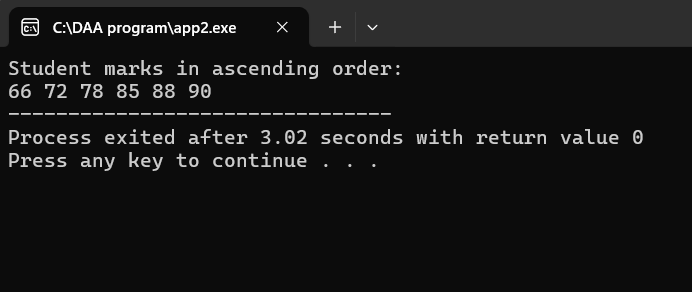 C:\DAA program\app2.exe
Student marks in ascending order:
66 72 78 85 88 90
--------------------------------
Process exited after 3.02 seconds with return value 0
Press any key to continue . . .